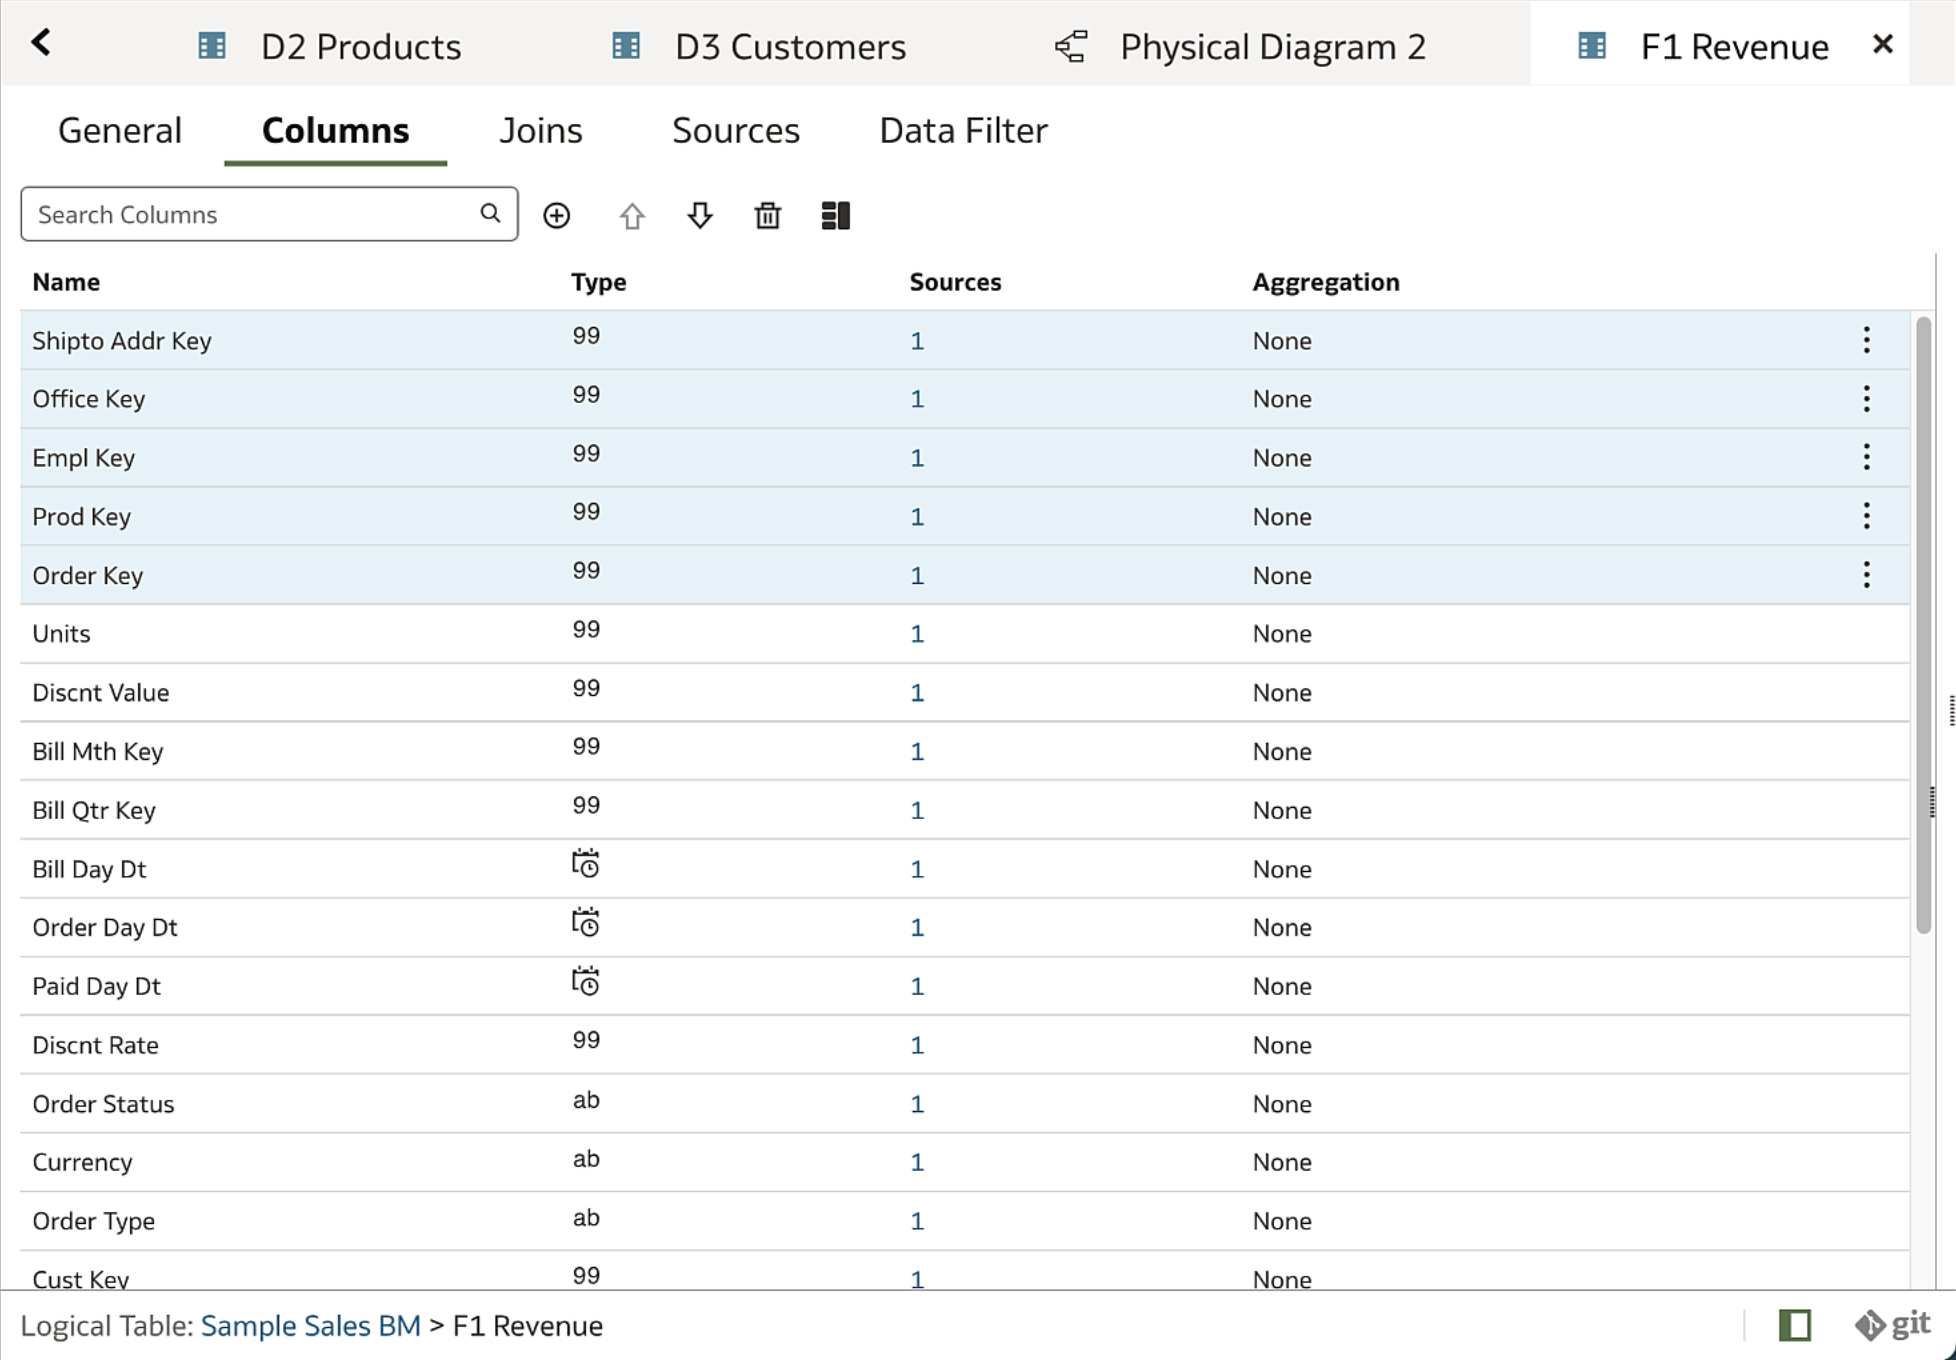 D2 Products D3 Customers Physical Diagram 2 F1 Revenue
General Columns Joins Sources Data Filter
Search Columns
Name Type Sources Aggregation
Shipto Addr Key 99 1 None
Office Key 99 1 None
Empl Key 99 1 None
Prod Key 99 1 None
Order Key 99 1 None
Units 99 1 None
Discnt Value 99 1 None
Bill Mth Key 99 1 None
Bill Qtr Key 99 1 None
Bill Day Dt 1 None
Order Day Dt 1 None
Paid Day Dt 1 None
Discnt Rate 99 1 None
Order Status ab 1 None
Currency ab 1 None
Order Type ab 1 None
Cust Key 99 1 None
Logical Table: Sample Sales BM > F1 Revenue git